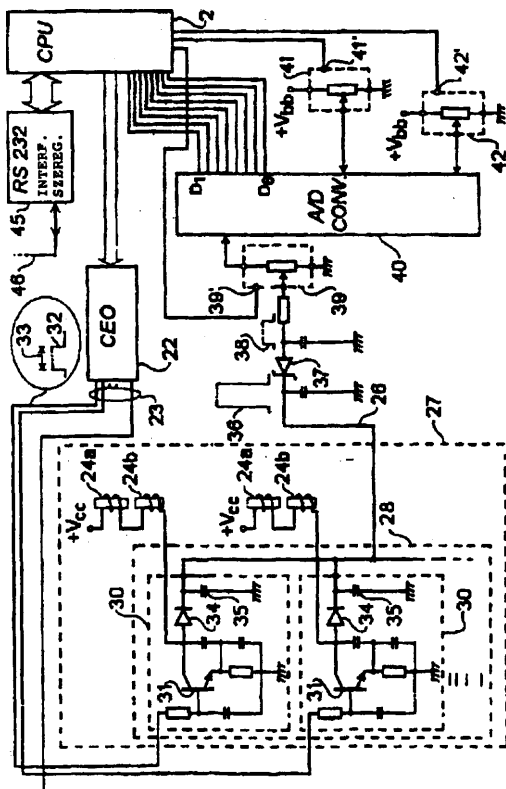 CPU
2
RS 232
INTERF.
SZEREG.
45
46
33
32
CEO
22
23
D1
D8
A/D
CONV.
40
41
41'
+Vbb
42'
+Vbb
42
39'
39
38
37
36
26
27
28
+Vcc
24a
24b
30
31
34
35
+Vcc
24a
24b
30
31
34
35